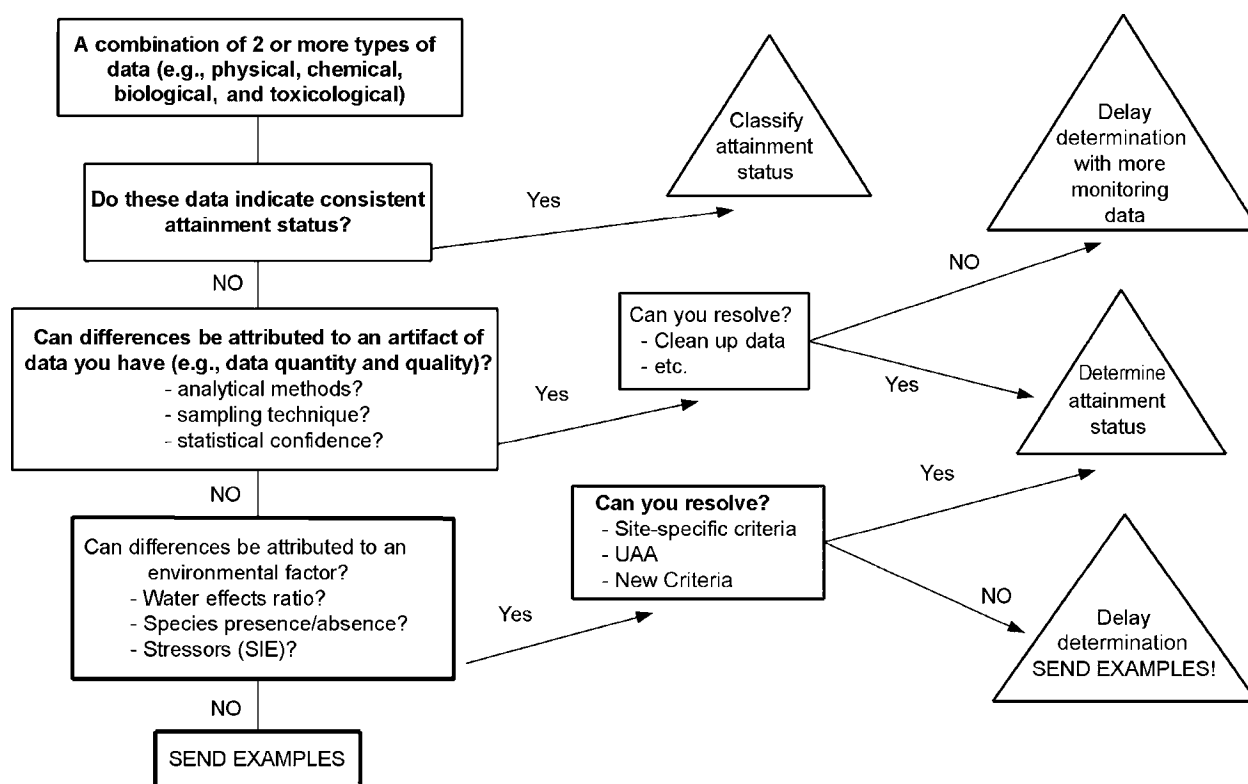 A combination of 2 or more types of
data (e.g., physical, chemical,
biological, and toxicological)
Do these data indicate consistent
attainment status?
Yes
Classify
attainment
status
NO
Can differences be attributed to an artifact of
data you have (e.g., data quantity and quality)?
- analytical methods?
- sampling technique?
- statistical confidence?
Yes
Can you resolve?
- Clean up data
- etc.
NO
Delay
determination
with more
monitoring
data
Yes
Determine
attainment
status
NO
Can differences be attributed to an
environmental factor?
- Water effects ratio?
- Species presence/absence?
- Stressors (SIE)?
Yes
Can you resolve?
- Site-specific criteria
- UAA
- New Criteria
Yes
NO
Delay
determination
SEND EXAMPLES!
NO
SEND EXAMPLES